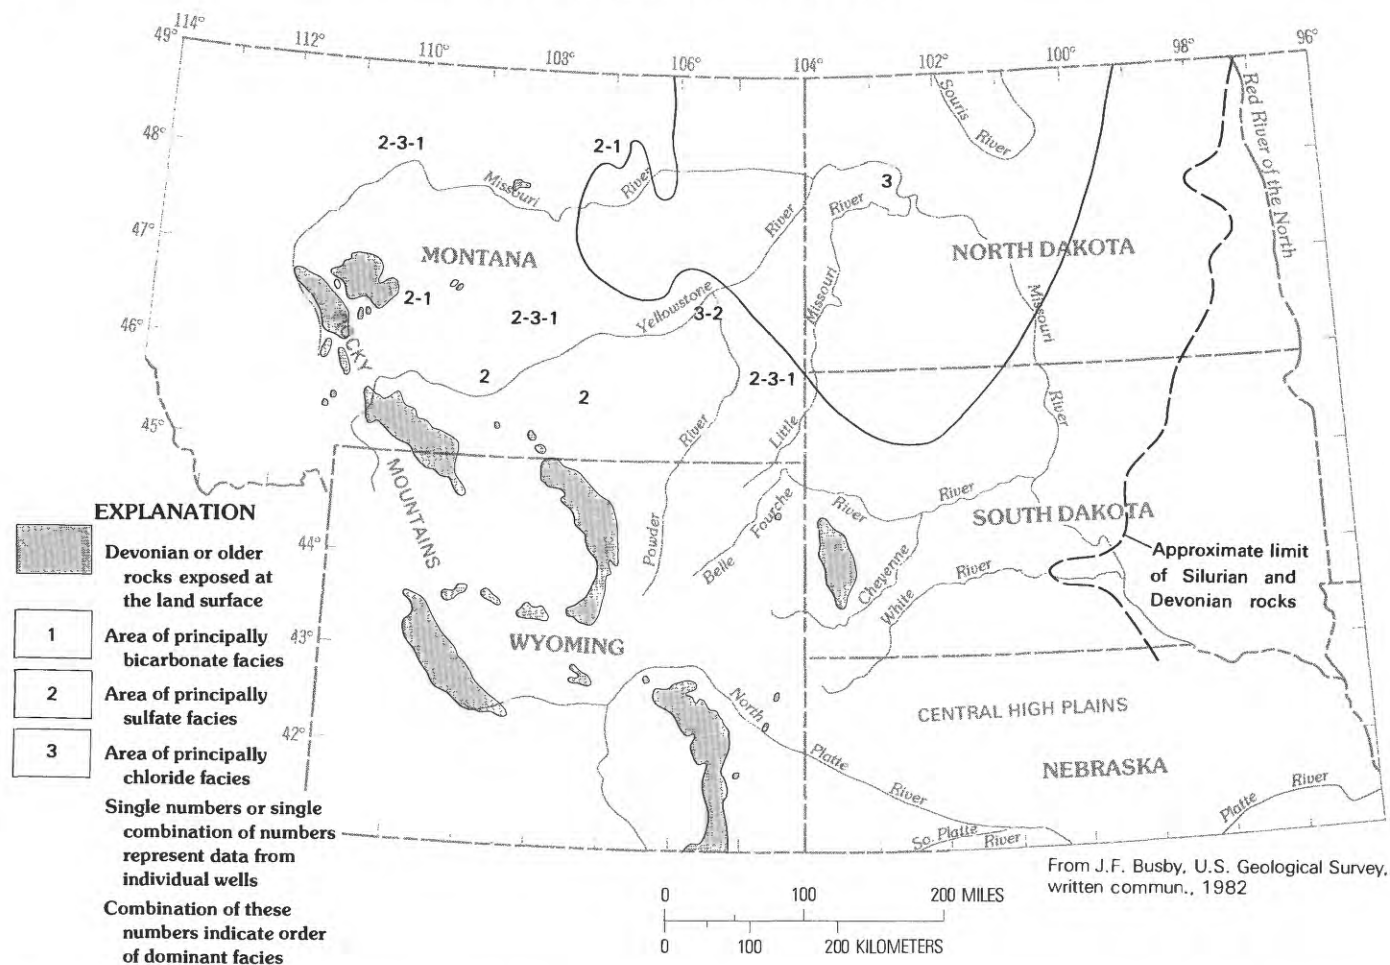 114°
49°
112°
110°
108°
106°
104°
102°
100°
98°
96°
48°
47°
46°
45°
44°
43°
42°
2-3-1
2-1
3
Missouri
River
River
River
Souris
River
Red River of the North
MONTANA
NORTH DAKOTA
2-1
2-3-1
Yellowstone
3-2
Missouri
Missouri
CKY
2
2
2-3-1
River
Little
River
MOUNTAINS
Powder
Belle
Fourche
River
Cheyenne
River
White
River
SOUTH DAKOTA
Approximate limit
of Silurian and
Devonian rocks
WYOMING
North
Platte
River
CENTRAL HIGH PLAINS
NEBRASKA
So. Platte
River
Platte
River
EXPLANATION
Devonian or older
rocks exposed at
the land surface
1
Area of principally
bicarbonate facies
2
Area of principally
sulfate facies
3
Area of principally
chloride facies
Single numbers or single
combination of numbers
represent data from
individual wells
Combination of these
numbers indicate order
of dominant facies
From J.F. Busby, U.S. Geological Survey,
written commun., 1982
0 100 200 MILES
0 100 200 KILOMETERS